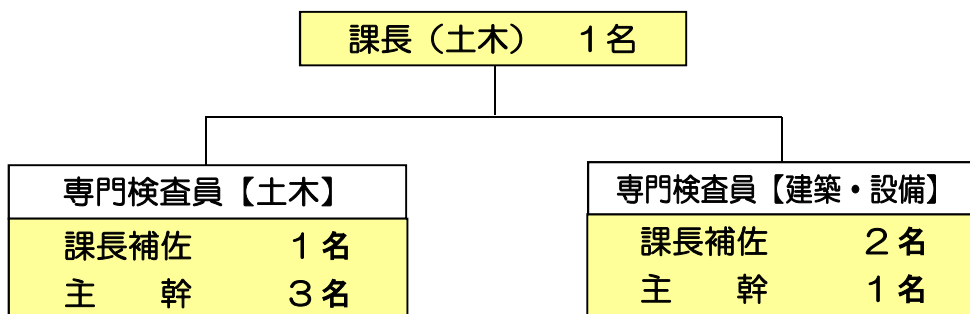 課長（土木）　１名
専門検査員【土木】
課長補佐　　　１名
主　　幹　　　３名
専門検査員【建築・設備】
課長補佐　　　２名
主　　幹　　　１名